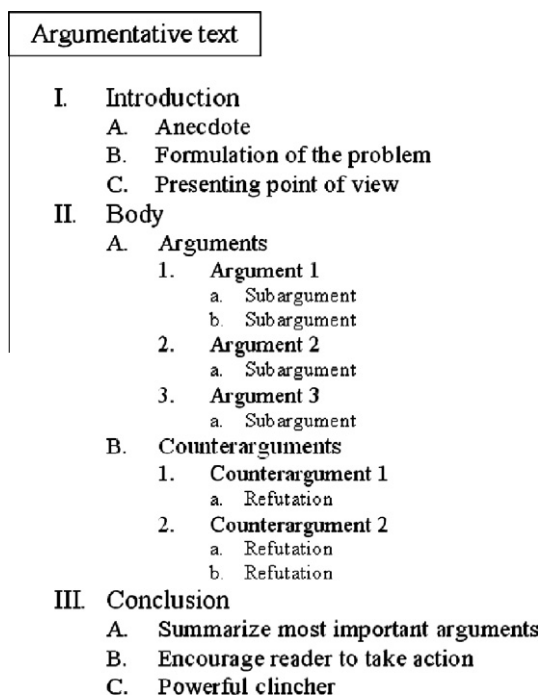 Argumentative text
I. Introduction
A. Anecdote
B. Formulation of the problem
C. Presenting point of view
II. Body
A. Arguments
1. Argument 1
a. Subargument
b. Subargument
2. Argument 2
a. Subargument
3. Argument 3
a. Subargument
B. Counterarguments
1. Counterargument 1
a. Refutation
2. Counterargument 2
a. Refutation
b. Refutation
III. Conclusion
A. Summarize most important arguments
B. Encourage reader to take action
C. Powerful clincher